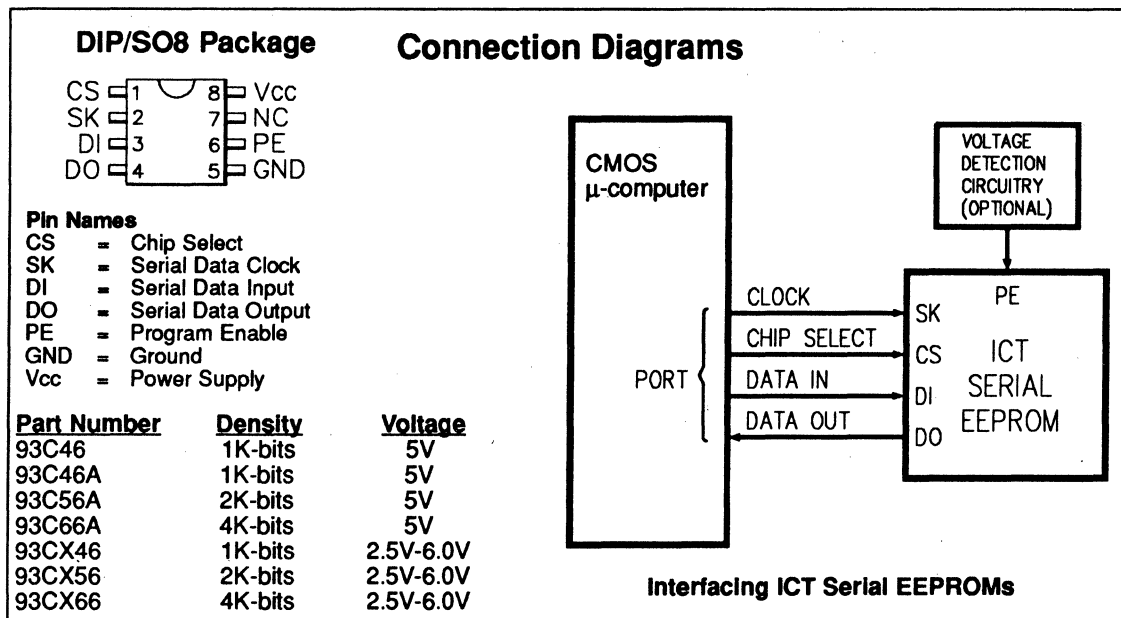 DIP/SO8 Package
Connection Diagrams
CS 1 8 Vcc
SK 2 7 NC
DI 3 6 PE
DO 4 5 GND
Pin Names
CS = Chip Select
SK = Serial Data Clock
DI = Serial Data Input
DO = Serial Data Output
PE = Program Enable
GND = Ground
Vcc = Power Supply
Part Number Density Voltage
93C46 1K-bits 5V
93C46A 1K-bits 5V
93C56A 2K-bits 5V
93C66A 4K-bits 5V
93CX46 1K-bits 2.5V-6.0V
93CX56 2K-bits 2.5V-6.0V
93CX66 4K-bits 2.5V-6.0V
CMOS
μ-computer
PORT
CLOCK
CHIP SELECT
DATA IN
DATA OUT
VOLTAGE
DETECTION
CIRCUITRY
(OPTIONAL)
PE
SK
CS
DI
DO
ICT
SERIAL
EEPROM
Interfacing ICT Serial EEPROMs